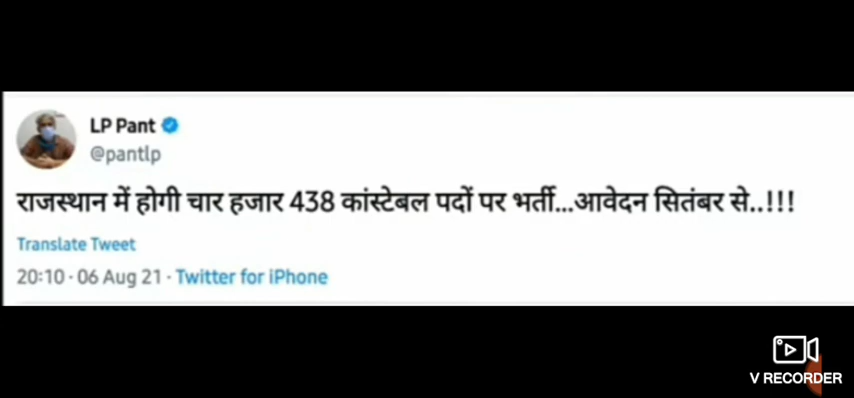 LP Pant
@pantlp
राजस्थान में होगी चार हजार 438 कांस्टेबल पदों पर भर्ती...आवेदन सितंबर से..!!!
Translate Tweet
20:10 · 06 Aug 21 · Twitter for iPhone
V RECORDER